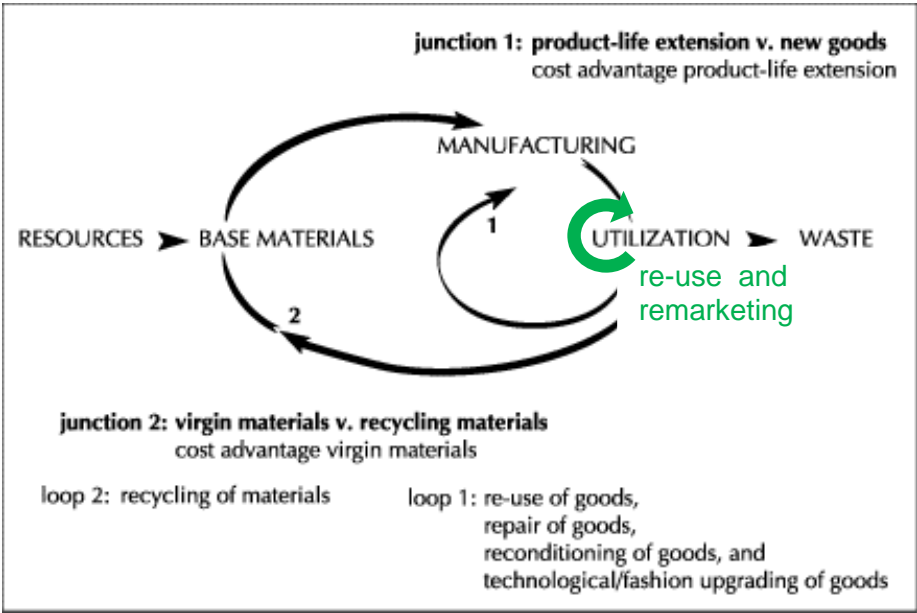 junction 1: product-life extension v. new goods
cost advantage product-life extension
MANUFACTURING
1
RESOURCES
BASE MATERIALS
UTILIZATION
WASTE
re-use and
remarketing
2
junction 2: virgin materials v. recycling materials
cost advantage virgin materials
loop 2: recycling of materials
loop 1: re-use of goods,
repair of goods,
reconditioning of goods, and
technological/fashion upgrading of goods